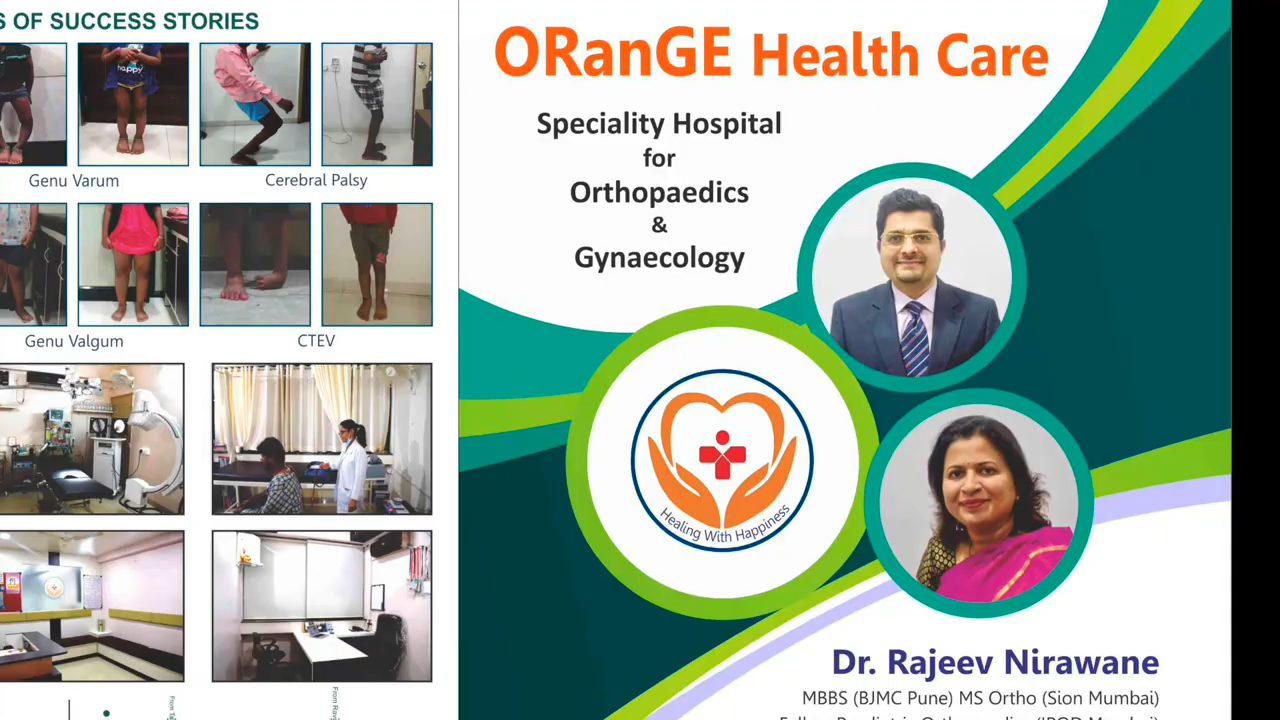 S OF SUCCESS STORIES
happy
Genu Varum
Cerebral Palsy
Genu Valgum
CTEV
ORanGE Health Care
Speciality Hospital
for
Orthopaedics
&
Gynaecology
Healing With Happiness
Dr. Rajeev Nirawane
MBBS (BJMC Pune) MS Ortho (Sion Mumbai)